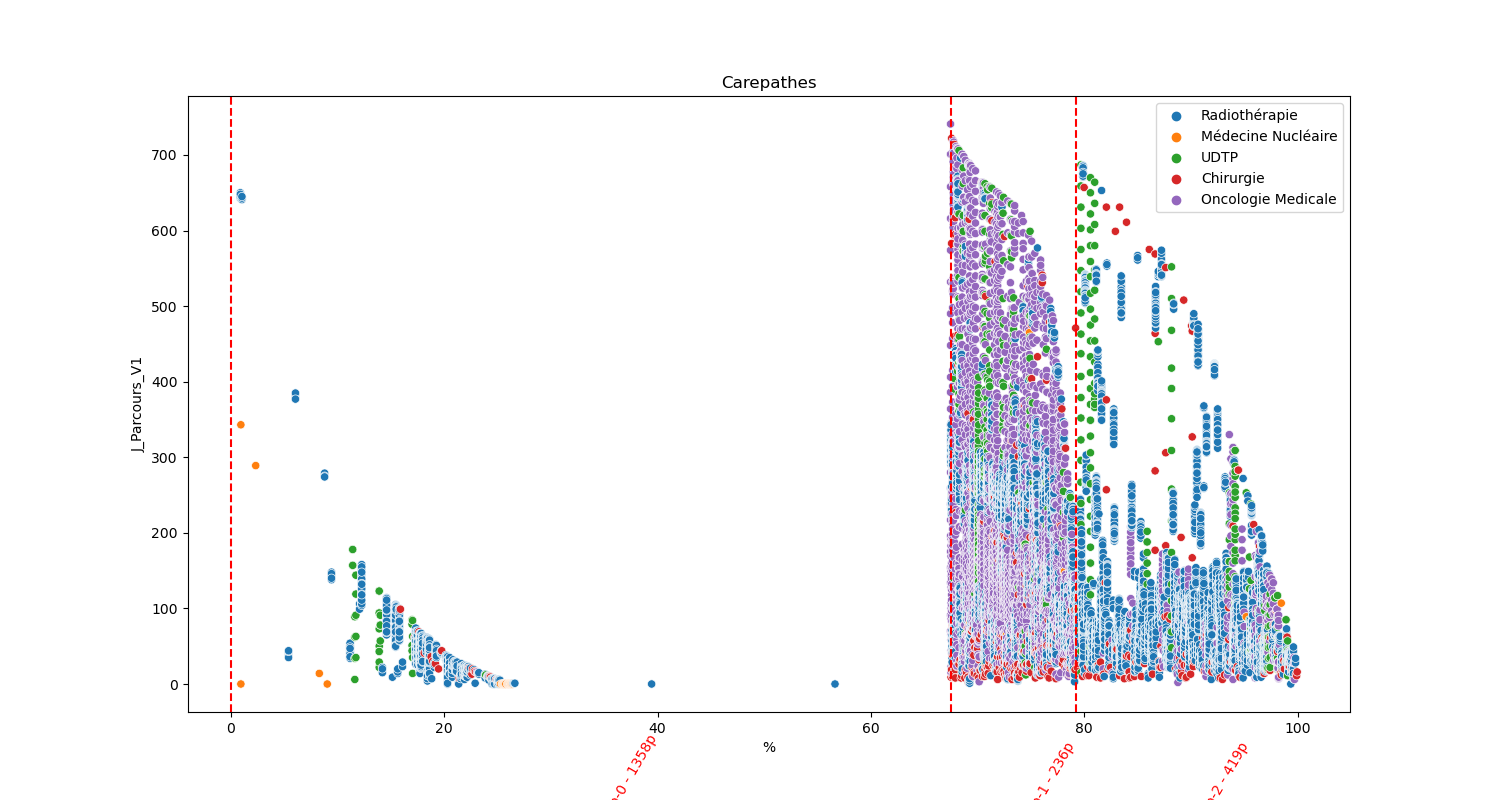 Carepathes
Radiothérapie
Médecine Nucléaire
UDTP
Chirurgie
Oncologie Medicale
J_Parcours_V1
700
600
500
400
300
200
100
0
0 20 40 60 80 100
%
-0 - 1358p
-1 - 236p
-2 - 419p